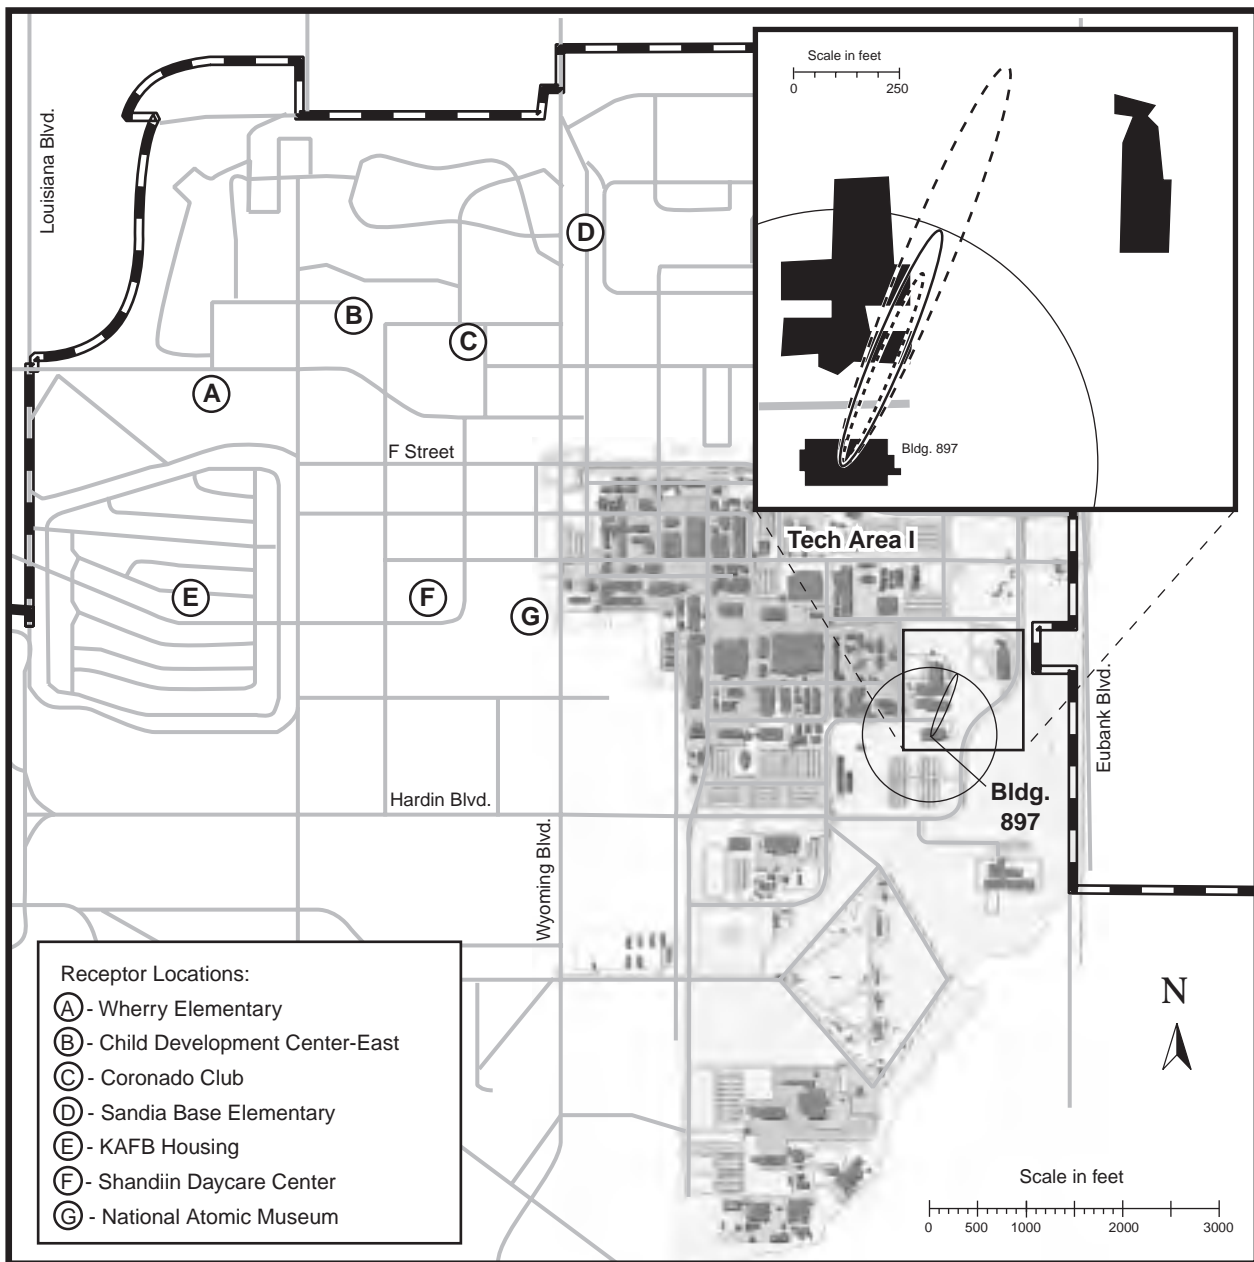 Louisiana Blvd.
Scale in feet
0 250
Bldg. 897
D
B
C
A
F Street
Tech Area I
E
F
G
Eubank Blvd.
Hardin Blvd.
Bldg.
897
Wyoming Blvd.
Receptor Locations:
A - Wherry Elementary
B - Child Development Center-East
C - Coronado Club
D - Sandia Base Elementary
E - KAFB Housing
F - Shandiin Daycare Center
G - National Atomic Museum
N
Scale in feet
0 500 1000 2000 3000